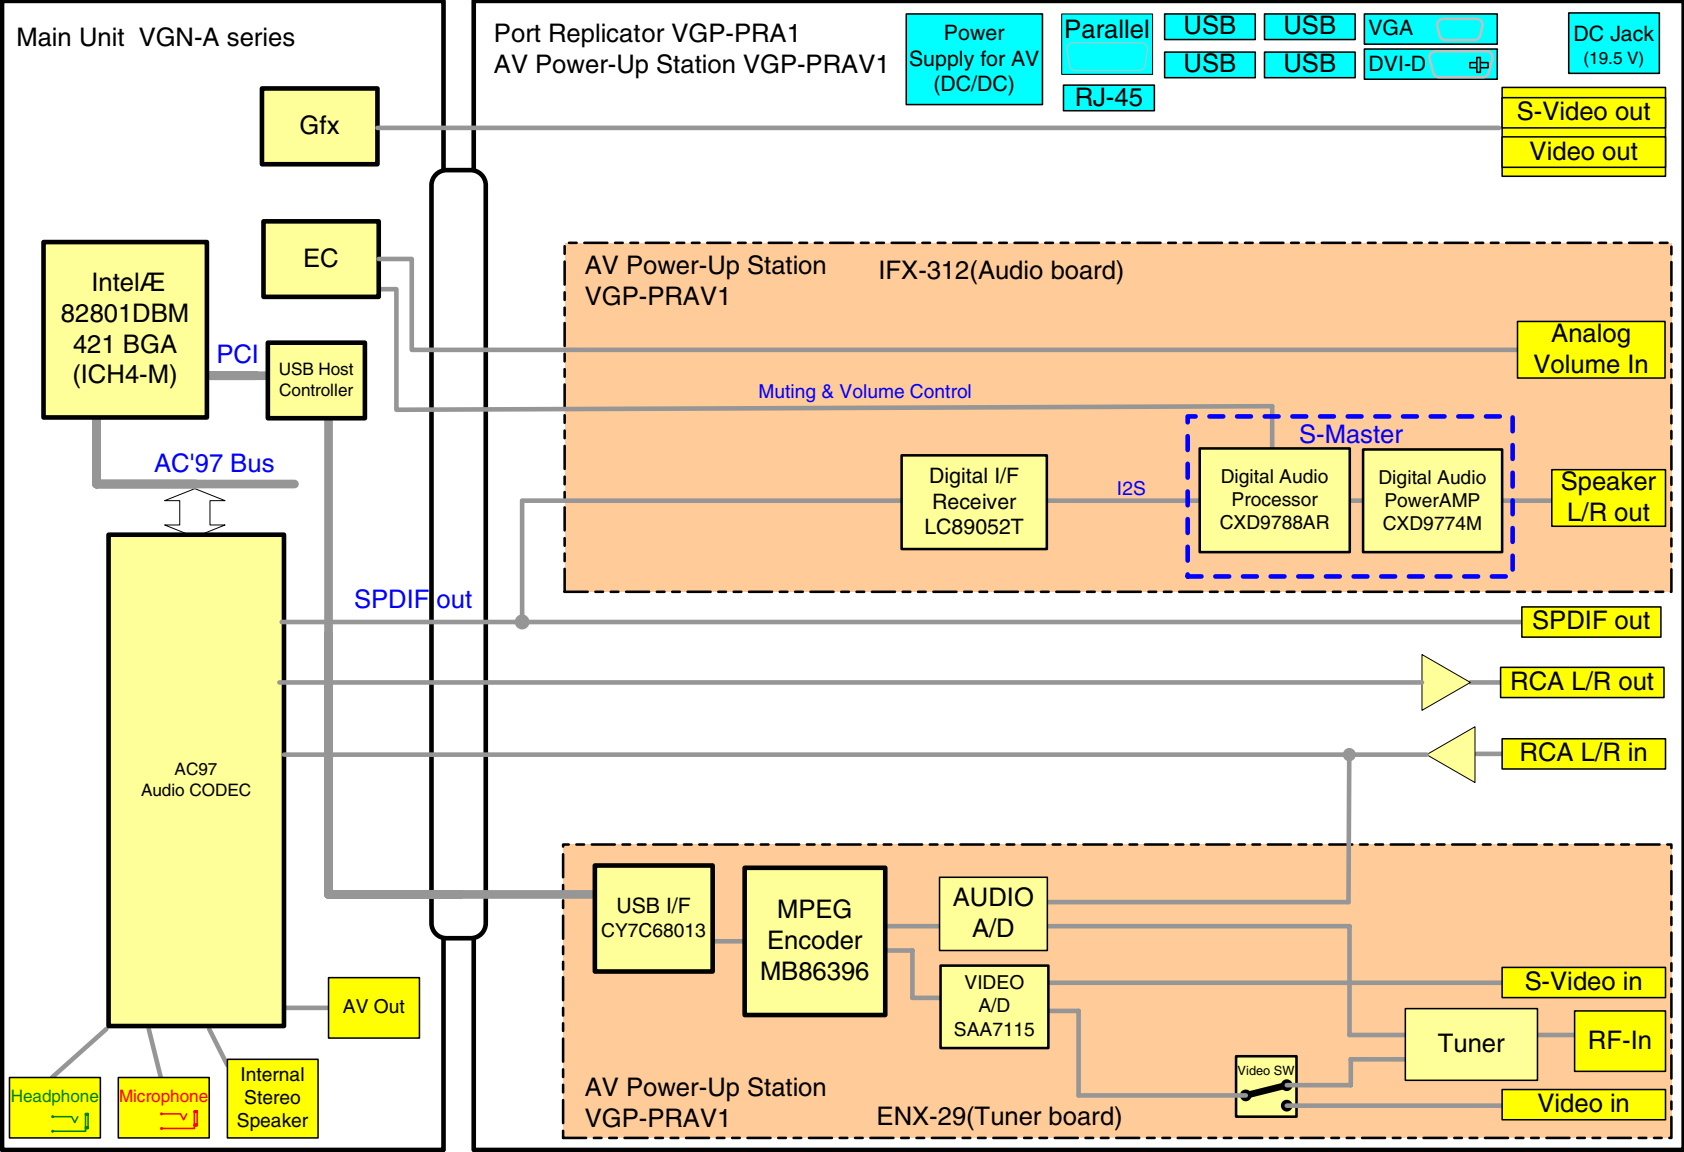 Main Unit  VGN-A series
Port Replicator VGP-PRA1
AV Power-Up Station VGP-PRAV1
Power
Supply for AV
(DC/DC)
Parallel
RJ-45
USB
USB
USB
USB
VGA
DVI-D
DC Jack
(19.5 V)
S-Video out
Video out
Gfx
EC
IntelÆ
82801DBM
421 BGA
(ICH4-M)
PCI
USB Host
Controller
AC'97 Bus
AV Power-Up Station
VGP-PRAV1
IFX-312(Audio board)
Analog
Volume In
Muting & Volume Control
S-Master
Digital I/F
Receiver
LC89052T
I2S
Digital Audio
Processor
CXD9788AR
Digital Audio
PowerAMP
CXD9774M
Speaker
L/R out
SPDIF out
SPDIF out
RCA L/R out
RCA L/R in
AC97
Audio CODEC
USB I/F
CY7C68013
MPEG
Encoder
MB86396
AUDIO
A/D
VIDEO
A/D
SAA7115
S-Video in
Tuner
RF-In
Video SW
Video in
AV Power-Up Station
VGP-PRAV1
ENX-29(Tuner board)
AV Out
Headphone
Microphone
Internal
Stereo
Speaker